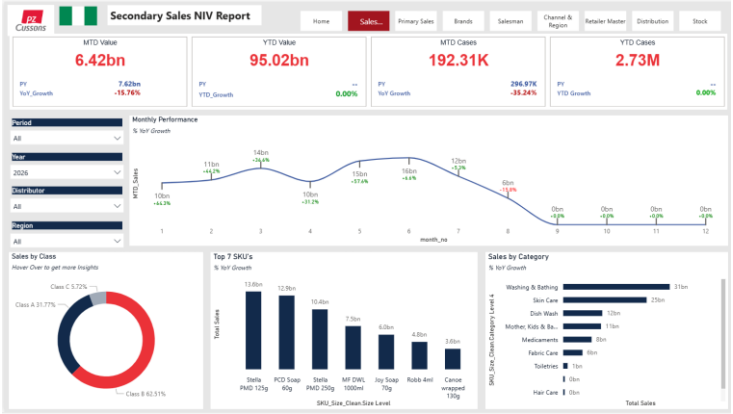 PZ
Cussons
Secondary Sales NIV Report
Home
Sales...
Primary Sales
Brands
Salesman
Channel &
Region
Retailer Master
Distribution
Stock
MTD Value
6.42bn
PY 7.62bn
YoY_Growth -15.76%
YTD Value
95.02bn
PY --
YTD_Growth 0.00%
MTD Cases
192.31K
PY 296.97K
YoY Growth -35.24%
YTD Cases
2.73M
PY --
YTD Growth 0.00%
Period
All
Year
2026
Distributor
All
Region
All
Monthly Performance
% YoY Growth
MTD_Sales
10bn
11bn
14bn
10bn
+31.2%
15bn
+57.4%
16bn
12bn
6bn
0bn
+0.0%
0bn
+0.0%
0bn
+0.0%
0bn
+0.0%
1 2 3 4 5 6 7 8 9 10 11 12
month_no
Sales by Class
Hover Over to get more Insights
Class C 5.72%
Class A 31.77%
Class B 62.51%
Top 7 SKU's
% YoY Growth
Total Sales
13.6bn
12.9bn
10.4bn
7.5bn
6.0bn
4.8bn
3.6bn
Stella
PMD 125g
PCD Soap
60g
Stella
PMD 250g
MF DWL
1000ml
Joy Soap
70g
Robb 4ml
Canoe
wrapped
130g
SKU_Size_Clean.Size Level
Sales by Category
% YoY Growth
SKU_Size_Clean.Category Level 4
Washing & Bathing 31bn
Skin Care 25bn
Dish Wash 12bn
Mother, Kids & Ba... 11bn
Medicaments 8bn
Fabric Care 8bn
Toiletries 1bn
0bn
Hair Care 0bn
Total Sales